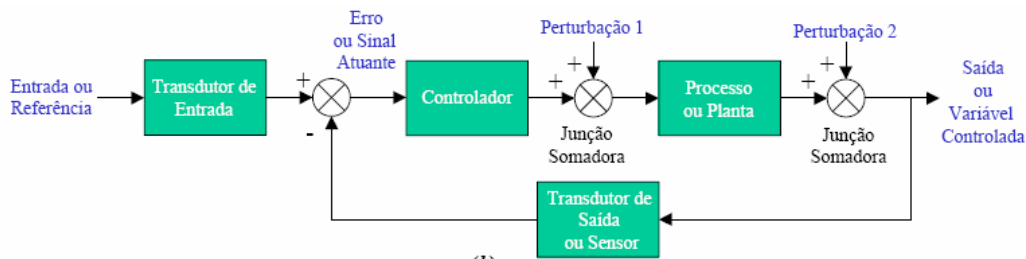 Entrada ou
Referência
Transdutor de
Entrada
+
-
Erro
ou Sinal
Atuante
Controlador
Perturbação 1
+
+
Junção
Somadora
Processo
ou Planta
Perturbação 2
+
+
Junção
Somadora
Saída
ou
Variável
Controlada
Transdutor de
Saída
ou Sensor